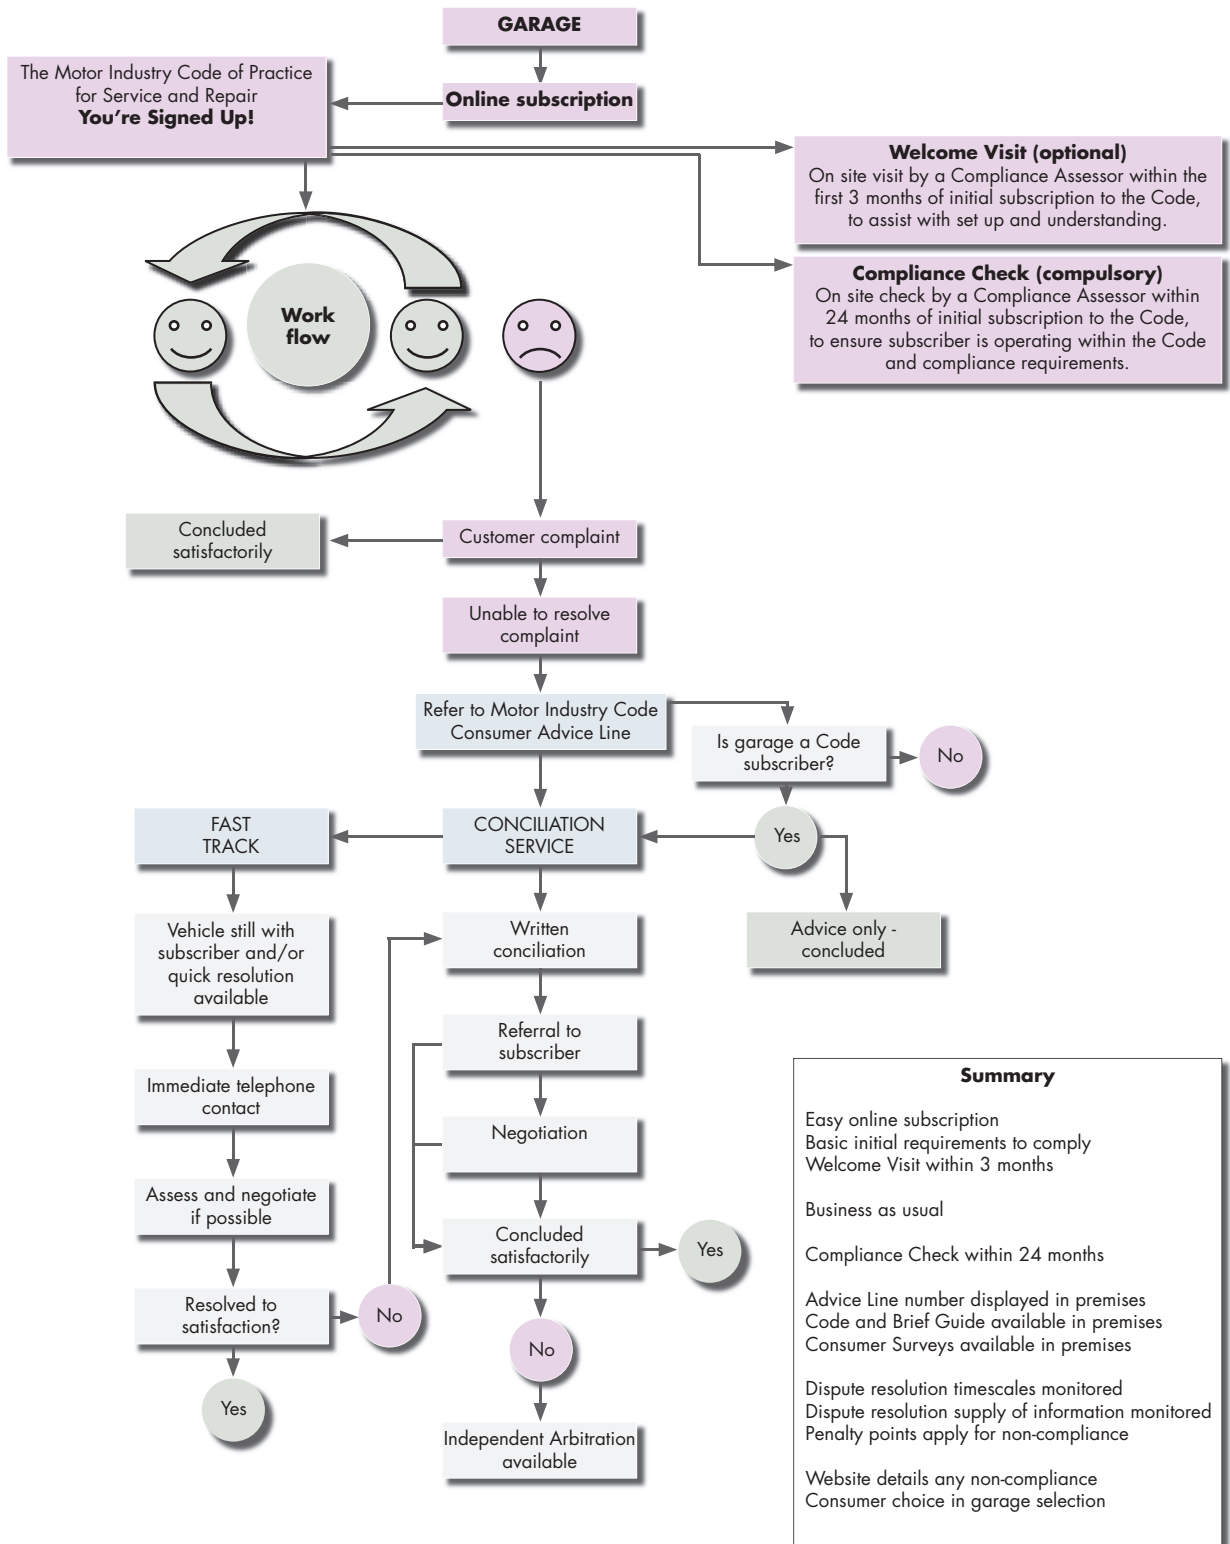 GARAGE
The Motor Industry Code of Practice
for Service and Repair
You're Signed Up!
Online subscription
Welcome Visit (optional)
On site visit by a Compliance Assessor within the
first 3 months of initial subscription to the Code,
to assist with set up and understanding.
Compliance Check (compulsory)
On site check by a Compliance Assessor within
24 months of initial subscription to the Code,
to ensure subscriber is operating within the Code
and compliance requirements.
Work
flow
Concluded
satisfactorily
Customer complaint
Unable to resolve
complaint
Refer to Motor Industry Code
Consumer Advice Line
Is garage a Code
subscriber?
No
FAST
TRACK
CONCILIATION
SERVICE
Yes
Vehicle still with
subscriber and/or
quick resolution
available
Written
conciliation
Advice only -
concluded
Referral to
subscriber
Immediate telephone
contact
Negotiation
Assess and negotiate
if possible
Concluded
satisfactorily
Yes
Resolved to
satisfaction?
No
No
Yes
Independent Arbitration
available
Summary
Easy online subscription
Basic initial requirements to comply
Welcome Visit within 3 months
Business as usual
Compliance Check within 24 months
Advice Line number displayed in premises
Code and Brief Guide available in premises
Consumer Surveys available in premises
Dispute resolution timescales monitored
Dispute resolution supply of information monitored
Penalty points apply for non-compliance
Website details any non-compliance
Consumer choice in garage selection